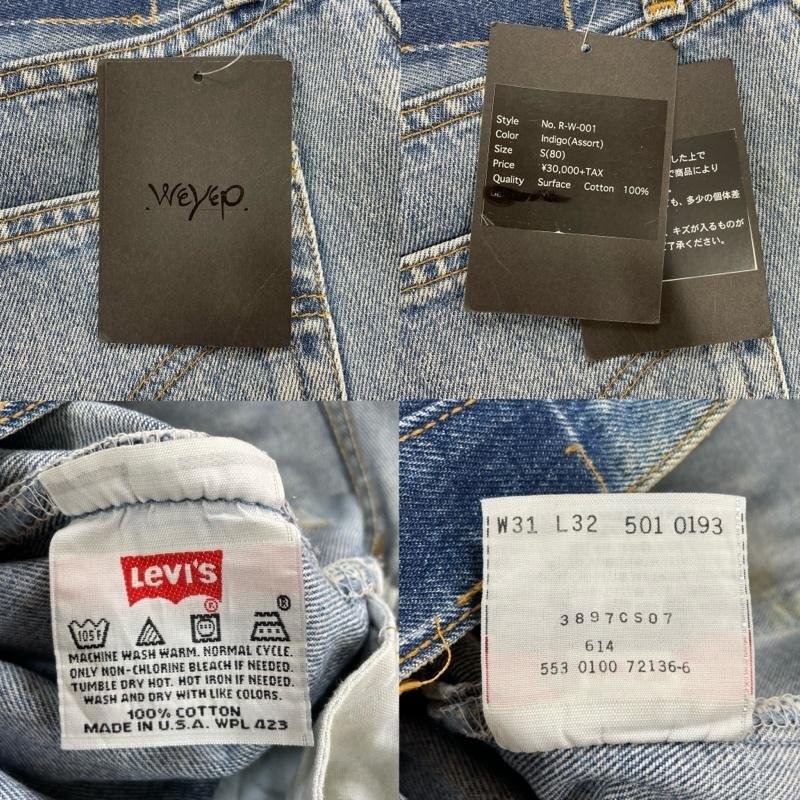 .WeYeP.
Style No. R-W-001
Color Indigo(Assort)
Size S(80)
Price ¥30,000+TAX
Quality Surface Cotton 100%
した上で
で商品により
も、多少の個体差
キズが入るものが
了承ください。
LEVI'S
®
®
105F
MACHINE WASH WARM. NORMAL CYCLE.
ONLY NON-CHLORINE BLEACH IF NEEDED.
TUMBLE DRY HOT. HOT IRON IF NEEDED.
WASH AND DRY WITH LIKE COLORS.
100% COTTON
MADE IN U.S.A. WPL 423
W31 L32 501 0193
3897CS07
614
553 0100 72136-6